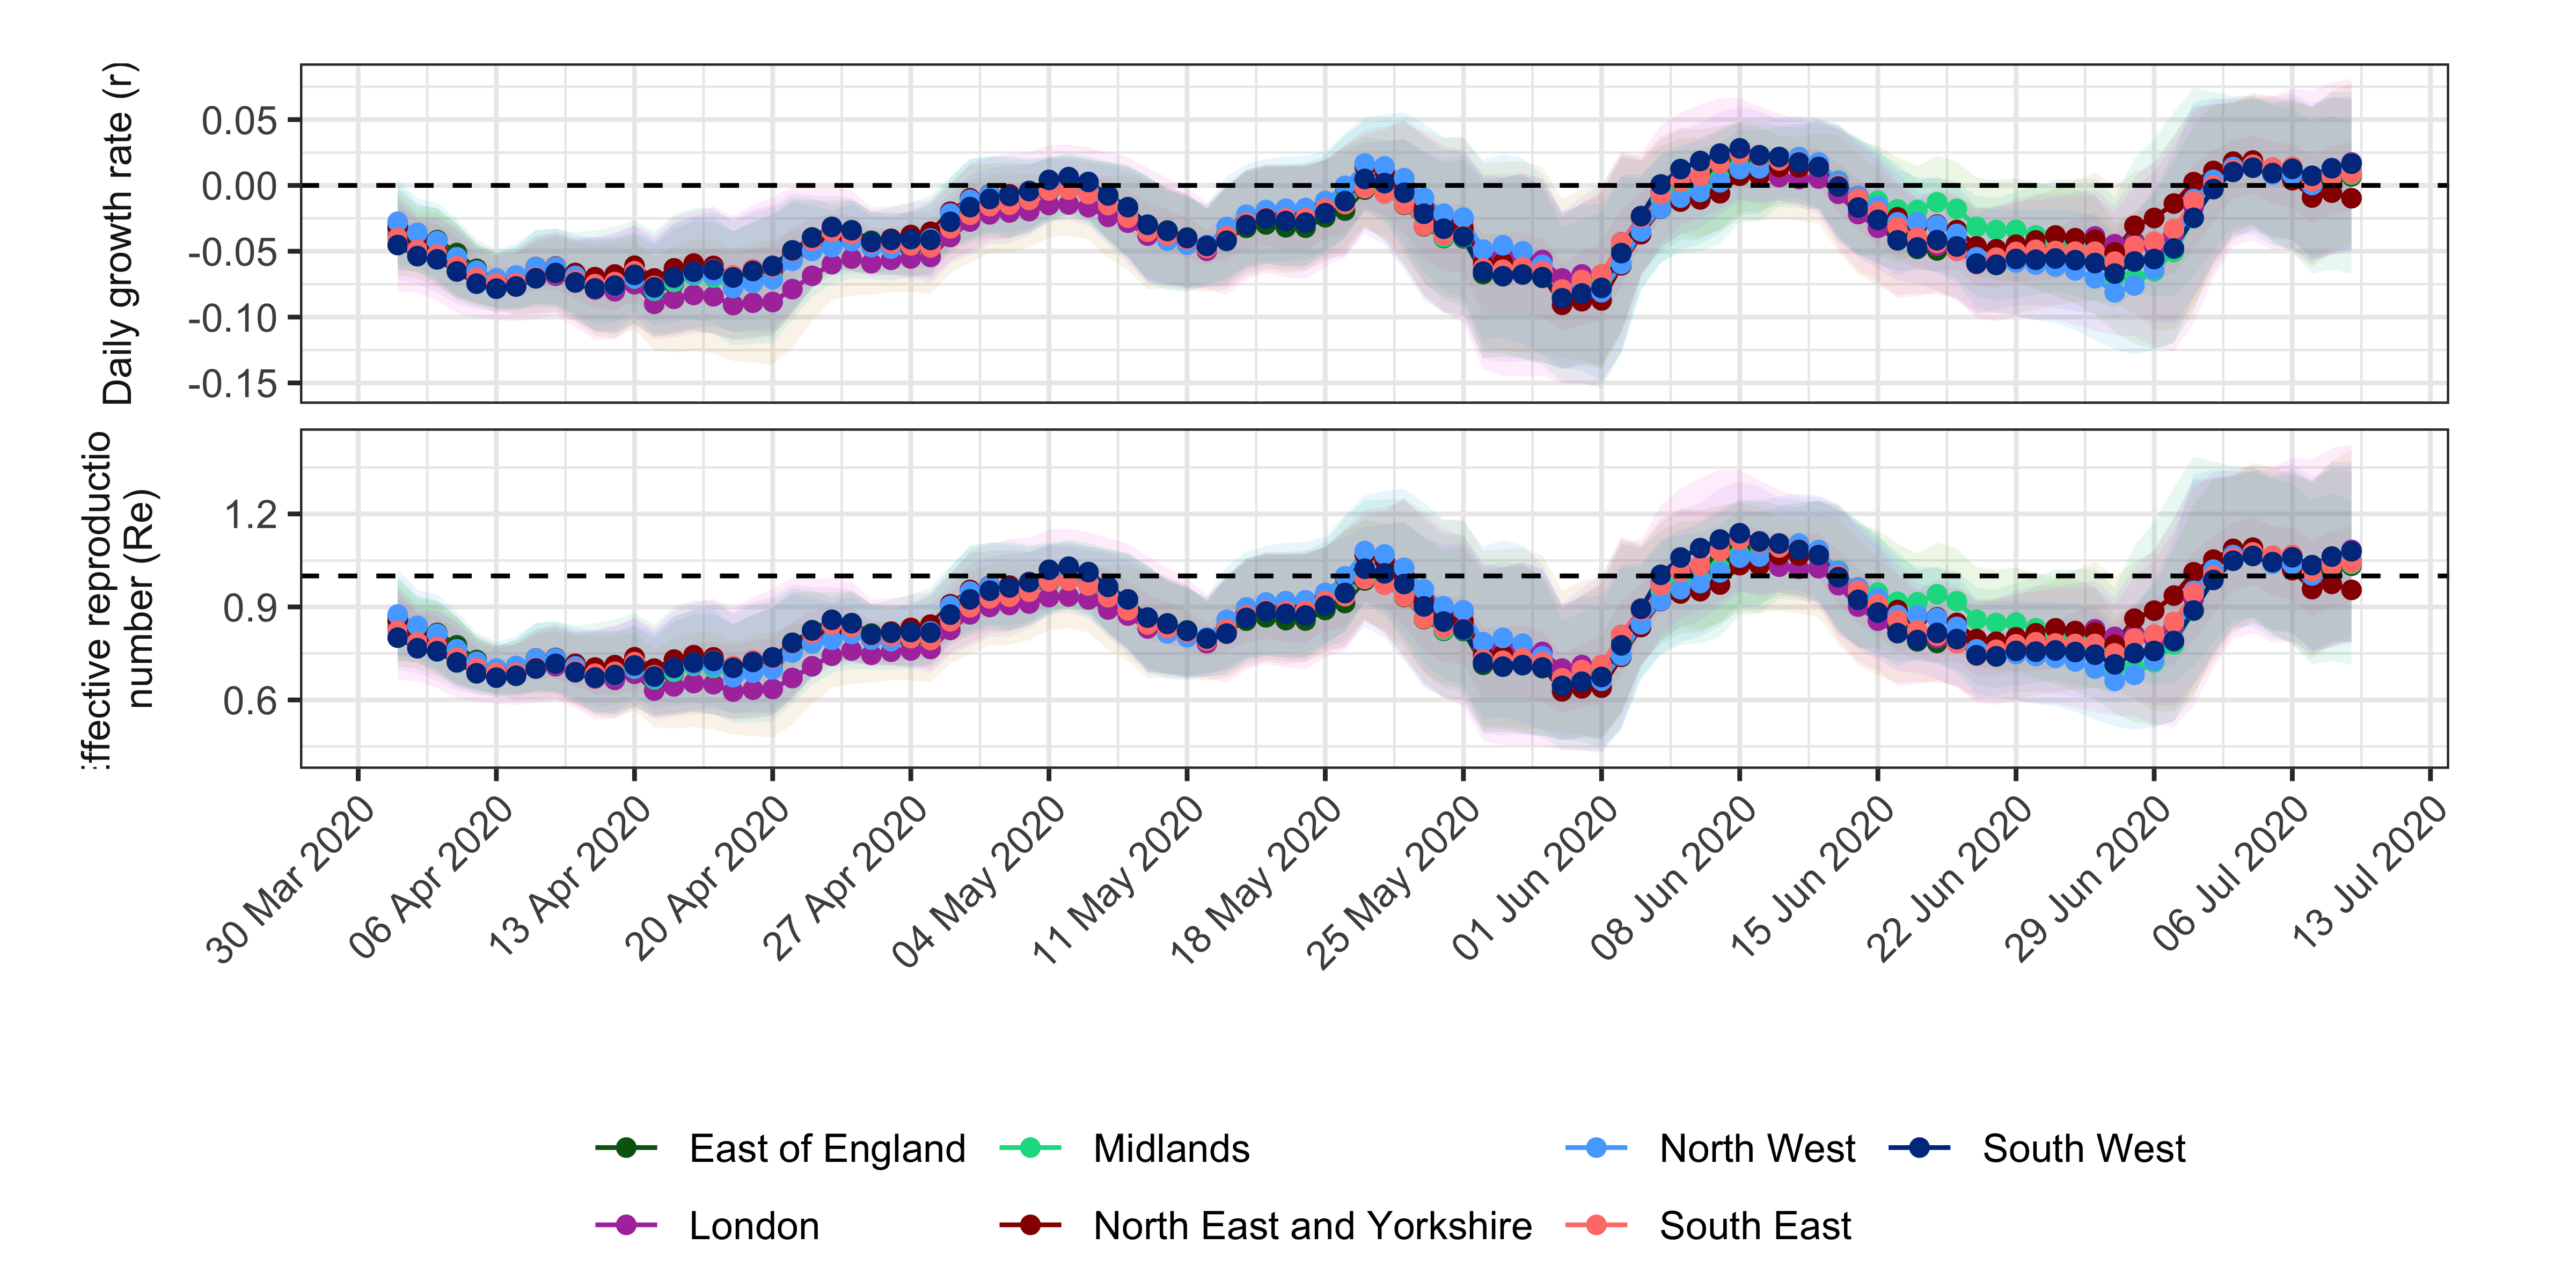 Daily growth rate (r)
0.05
0.00
-0.05
-0.10
-0.15
ffective reproductio
number (Re)
1.2
0.9
0.6
30 Mar 2020
06 Apr 2020
13 Apr 2020
20 Apr 2020
27 Apr 2020
04 May 2020
11 May 2020
18 May 2020
25 May 2020
01 Jun 2020
08 Jun 2020
15 Jun 2020
22 Jun 2020
29 Jun 2020
06 Jul 2020
13 Jul 2020
East of England Midlands North West South West
London North East and Yorkshire South East